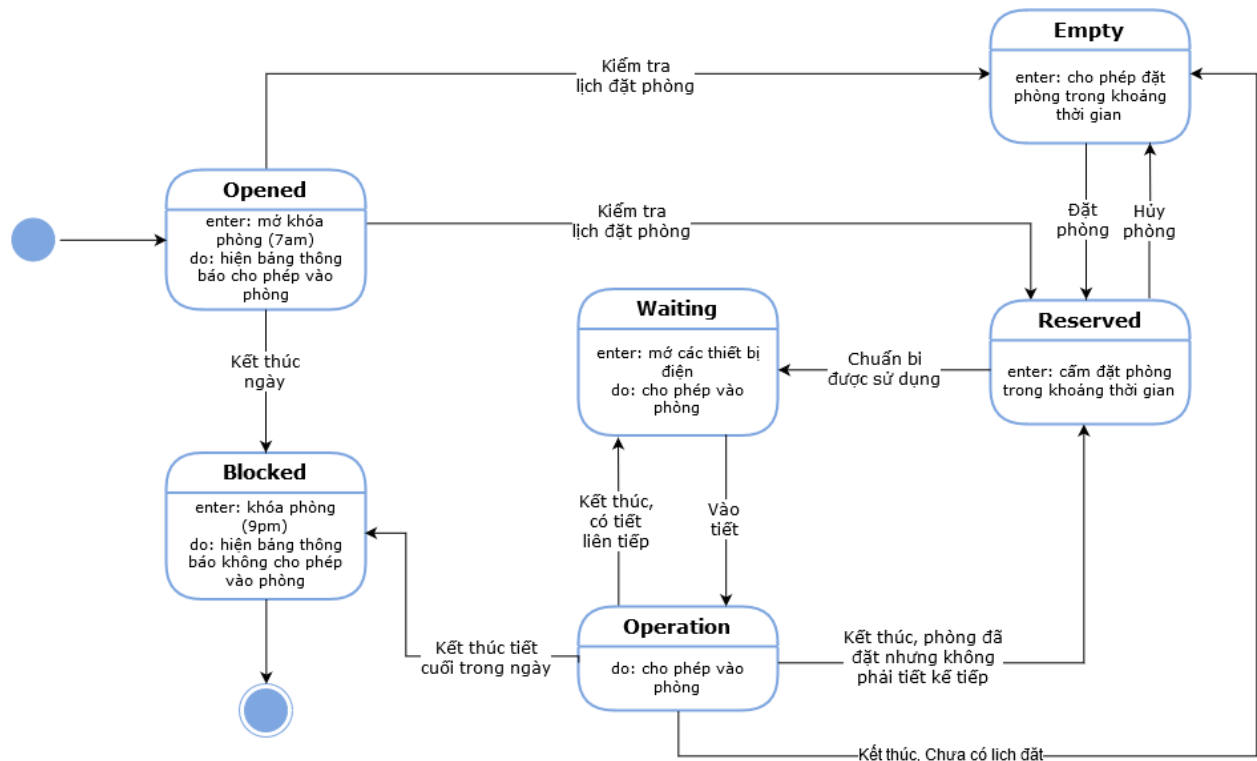 Empty
enter: cho phép đặt
phòng trong khoảng
thời gian
Kiểm tra
lịch đặt phòng
Opened
enter: mở khóa
phòng (7am)
do: hiện bảng thông
báo cho phép vào
phòng
Kiểm tra
lịch đặt phòng
Đặt
phòng
Hủy
phòng
Waiting
enter: mở các thiết bị
điện
do: cho phép vào
phòng
Chuẩn bi
được sử dụng
Reserved
enter: cấm đặt phòng
trong khoảng thời gian
Kết thúc
ngày
Blocked
enter: khóa phòng
(9pm)
do: hiện bảng thông
báo không cho phép
vào phòng
Kết thúc,
có tiết
liên tiếp
Vào
tiết
Operation
do: cho phép vào
phòng
Kết thúc tiết
cuối trong ngày
Kết thúc, phòng đã
đặt nhưng không
phải tiết kế tiếp
Kết thúc, Chưa có lịch đặt